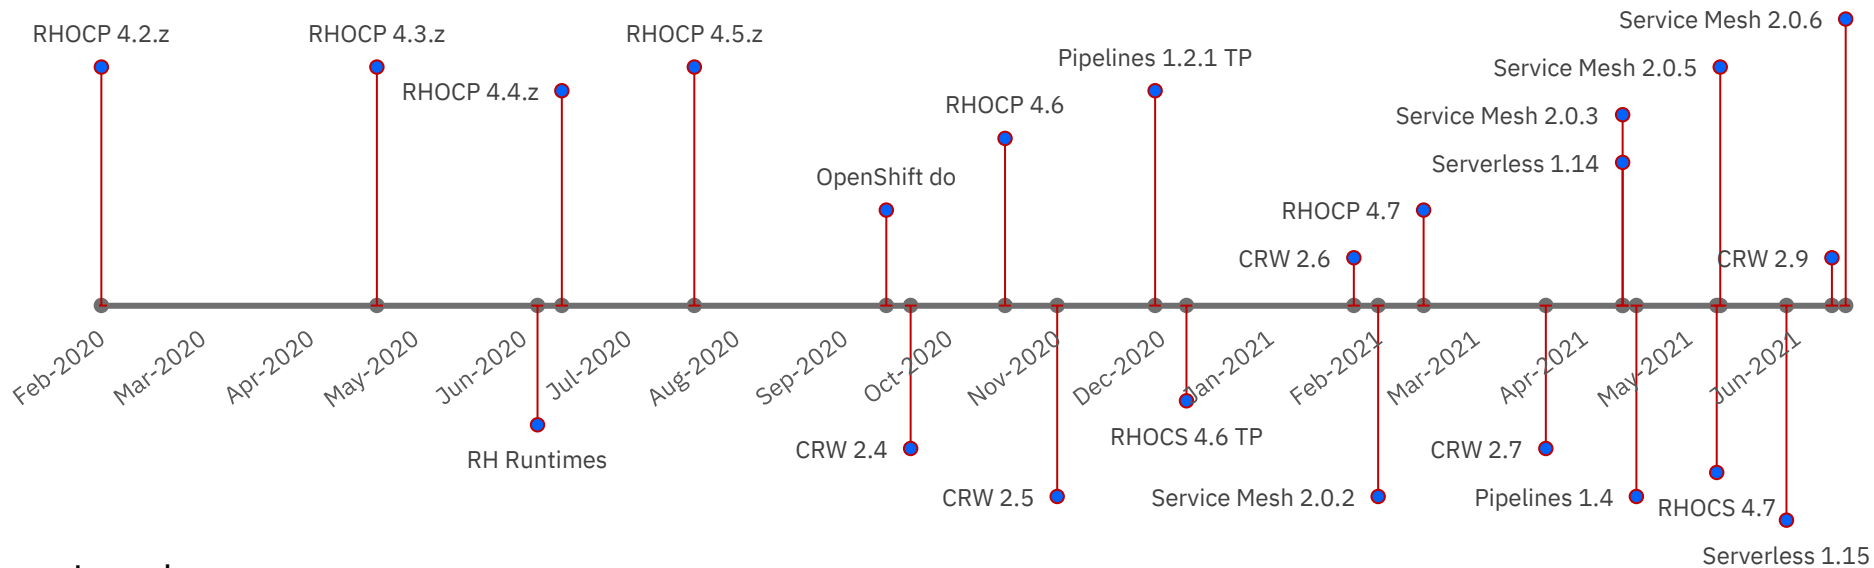 Service Mesh 2.0.6
RHOCP 4.2.z
RHOCP 4.3.z
RHOCP 4.5.z
Pipelines 1.2.1 TP
Service Mesh 2.0.5
RHOCP 4.4.z
RHOCP 4.6
Service Mesh 2.0.3
Serverless 1.14
OpenShift do
RHOCP 4.7
CRW 2.6
CRW 2.9
Feb-2020
Mar-2020
Apr-2020
May-2020
Jun-2020
Jul-2020
Aug-2020
Sep-2020
Oct-2020
Nov-2020
Dec-2020
Jan-2021
Feb-2021
Mar-2021
Apr-2021
May-2021
Jun-2021
RHOCS 4.6 TP
CRW 2.4
CRW 2.7
RH Runtimes
CRW 2.5
Service Mesh 2.0.2
Pipelines 1.4
RHOCS 4.7
Serverless 1.15